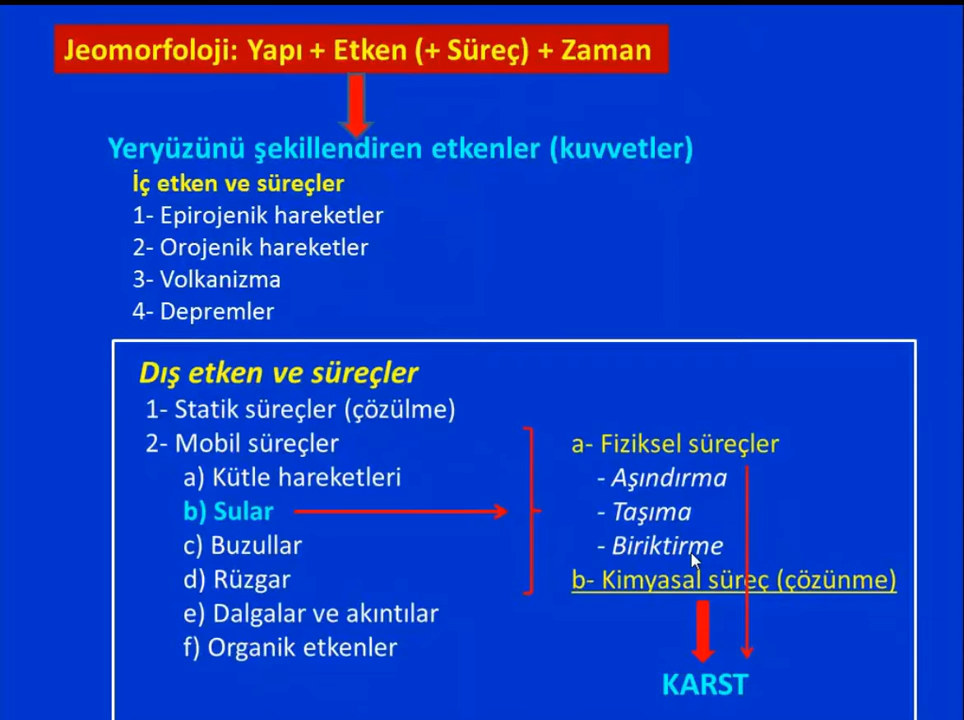 Jeomorfoloji: Yapı + Etken (+ Süreç) + Zaman
Yeryüzünü şekillendiren etkenler (kuvvetler)
İç etken ve süreçler
1- Epirojenik hareketler
2- Orojenik hareketler
3- Volkanizma
4- Depremler
Dış etken ve süreçler
1- Statik süreçler (çözülme)
2- Mobil süreçler
a) Kütle hareketleri
b) Sular
c) Buzullar
d) Rüzgar
e) Dalgalar ve akıntılar
f) Organik etkenler
a- Fiziksel süreçler
- Aşındırma
- Taşıma
- Biriktirme
b- Kimyasal süreç (çözünme)
KARST